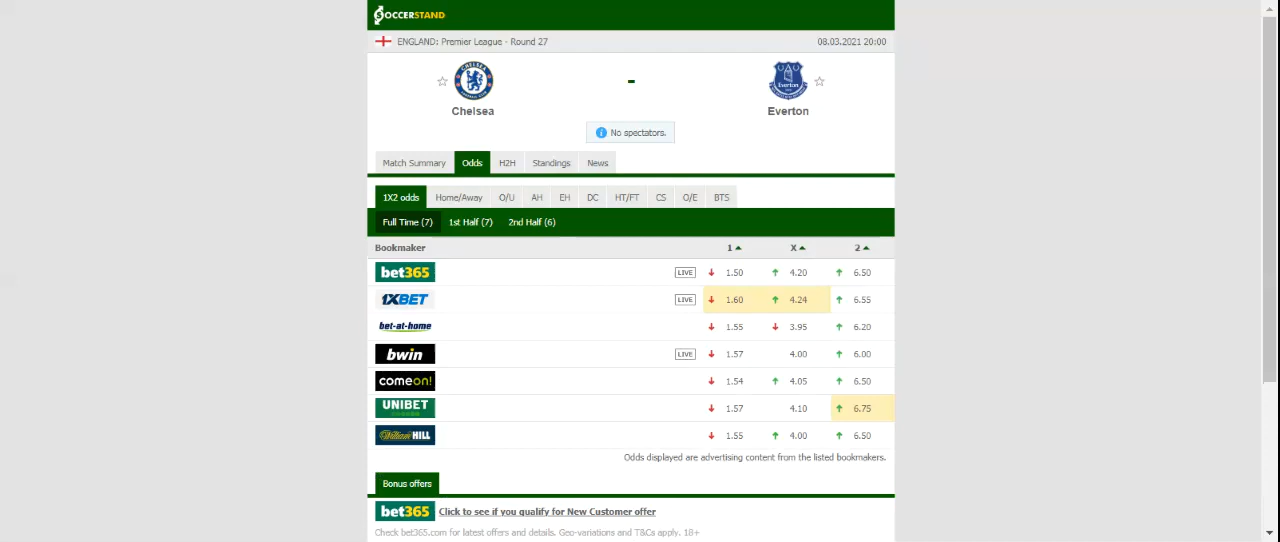 SOCCERSTAND
ENGLAND: Premier League - Round 27 08.03.2021 20:00
CHELSEA
Everton
-
Chelsea Everton
No spectators.
Match Summary Odds H2H Standings News
1X2 odds Home/Away O/U AH EH DC HT/FT CS O/E BTS
Full Time (7) 1st Half (7) 2nd Half (6)
Bookmaker 1 X 2
bet365 LIVE 1.50 4.20 6.50
1XBET LIVE 1.60 4.24 6.55
bet-at-home 1.55 3.95 6.20
bwin LIVE 1.57 4.00 6.00
comeon! 1.54 4.05 6.50
UNIBET 1.57 4.10 6.75
William HILL 1.55 4.00 6.50
Odds displayed are advertising content from the listed bookmakers.
Bonus offers
bet365 Click to see if you qualify for New Customer offer
Check bet365.com for latest offers and details. Geo-variations and T&Cs apply. 18+